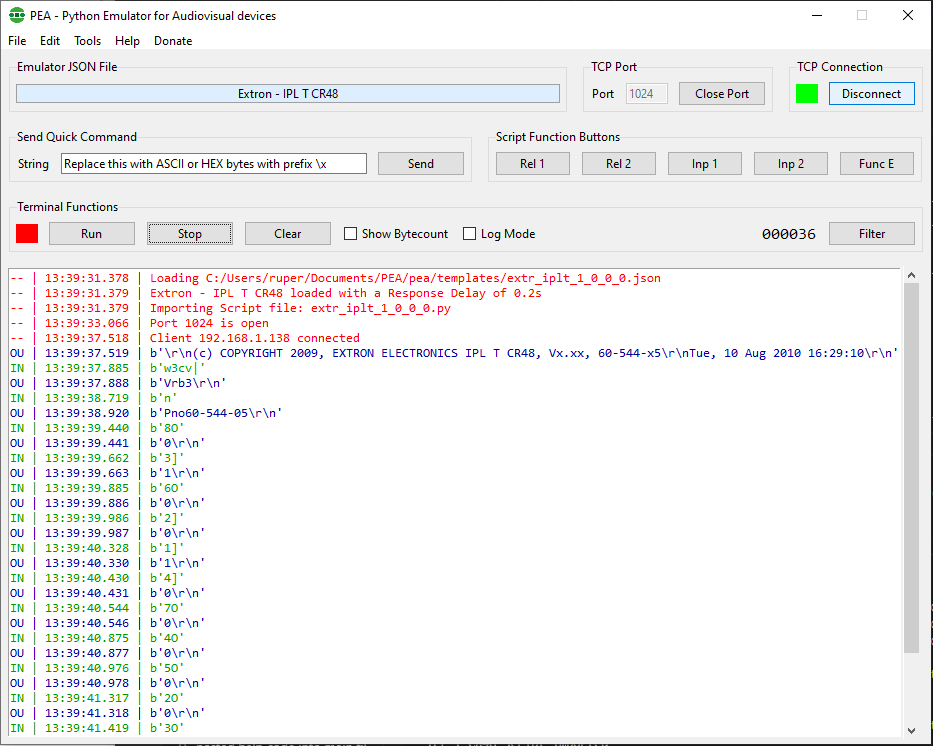 PEA - Python Emulator for Audiovisual devices
File Edit Tools Help Donate
Emulator JSON File
Extron - IPL T CR48
TCP Port
Port 1024 Close Port
TCP Connection
Disconnect
Send Quick Command
String Replace this with ASCII or HEX bytes with prefix \x Send
Script Function Buttons
Rel 1 Rel 2 Inp 1 Inp 2 Func E
Terminal Functions
Run Stop Clear Show Bytecount Log Mode 000036 Filter
-- | 13:39:31.378 | Loading C:/Users/ruper/Documents/PEA/pea/templates/extr_iplt_1_0_0_0.json
-- | 13:39:31.379 | Extron - IPL T CR48 loaded with a Response Delay of 0.2s
-- | 13:39:31.379 | Importing Script file: extr_iplt_1_0_0_0.py
-- | 13:39:33.066 | Port 1024 is open
-- | 13:39:37.518 | Client 192.168.1.138 connected
OU | 13:39:37.519 | b'\r\n(c) COPYRIGHT 2009, EXTRON ELECTRONICS IPL T CR48, Vx.xx, 60-544-x5\r\nTue, 10 Aug 2010 16:29:10\r\n'
IN | 13:39:37.885 | b'w3cv|'
OU | 13:39:37.888 | b'Vrb3\r\n'
IN | 13:39:38.719 | b'n'
OU | 13:39:38.920 | b'Pno60-544-05\r\n'
IN | 13:39:39.440 | b'8O'
OU | 13:39:39.441 | b'0\r\n'
IN | 13:39:39.662 | b'3]'
OU | 13:39:39.663 | b'1\r\n'
IN | 13:39:39.885 | b'6O'
OU | 13:39:39.886 | b'0\r\n'
IN | 13:39:39.986 | b'2]'
OU | 13:39:39.987 | b'0\r\n'
IN | 13:39:40.328 | b'1]'
OU | 13:39:40.330 | b'1\r\n'
IN | 13:39:40.430 | b'4]'
OU | 13:39:40.431 | b'0\r\n'
IN | 13:39:40.544 | b'7O'
OU | 13:39:40.546 | b'0\r\n'
IN | 13:39:40.875 | b'4O'
OU | 13:39:40.877 | b'0\r\n'
IN | 13:39:40.976 | b'5O'
OU | 13:39:40.978 | b'0\r\n'
IN | 13:39:41.317 | b'2O'
OU | 13:39:41.318 | b'0\r\n'
IN | 13:39:41.419 | b'3O'